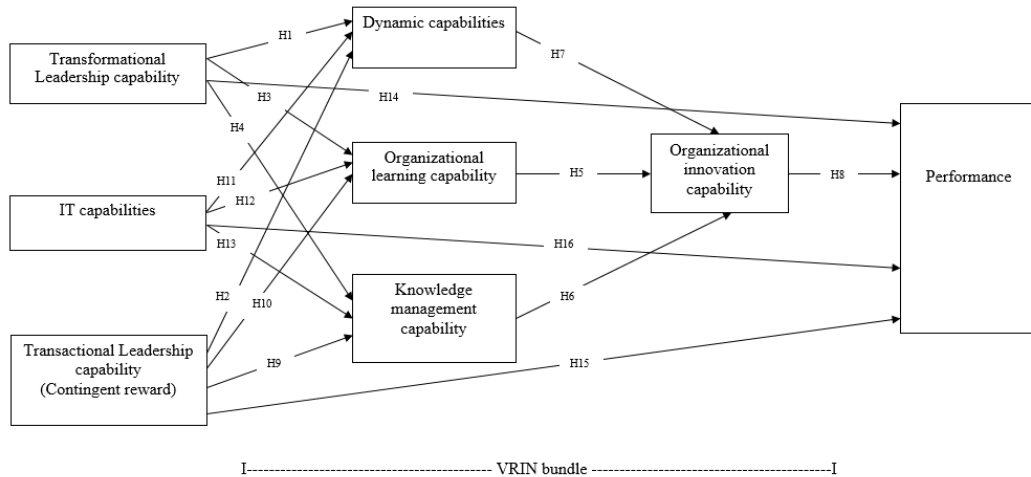 Dynamic capabilities
H1
H7
Transformational
Leadership capability
H3
H14
H4
Organizational
learning capability
H5
Organizational
innovation
capability
H8
Performance
H11
H12
IT capabilities
H13
H16
H2
H10
Knowledge
management
capability
H6
Transactional Leadership
capability
(Contingent reward)
H9
H15
I------------------------------------------ VRIN bundle ------------------------------------------I